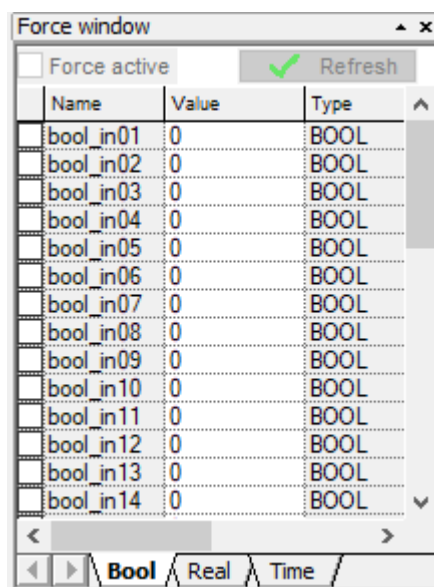 Force window
Force active Refresh
Name Value Type
bool_in01 0 BOOL
bool_in02 0 BOOL
bool_in03 0 BOOL
bool_in04 0 BOOL
bool_in05 0 BOOL
bool_in06 0 BOOL
bool_in07 0 BOOL
bool_in08 0 BOOL
bool_in09 0 BOOL
bool_in10 0 BOOL
bool_in11 0 BOOL
bool_in12 0 BOOL
bool_in13 0 BOOL
bool_in14 0 BOOL
Bool Real Time